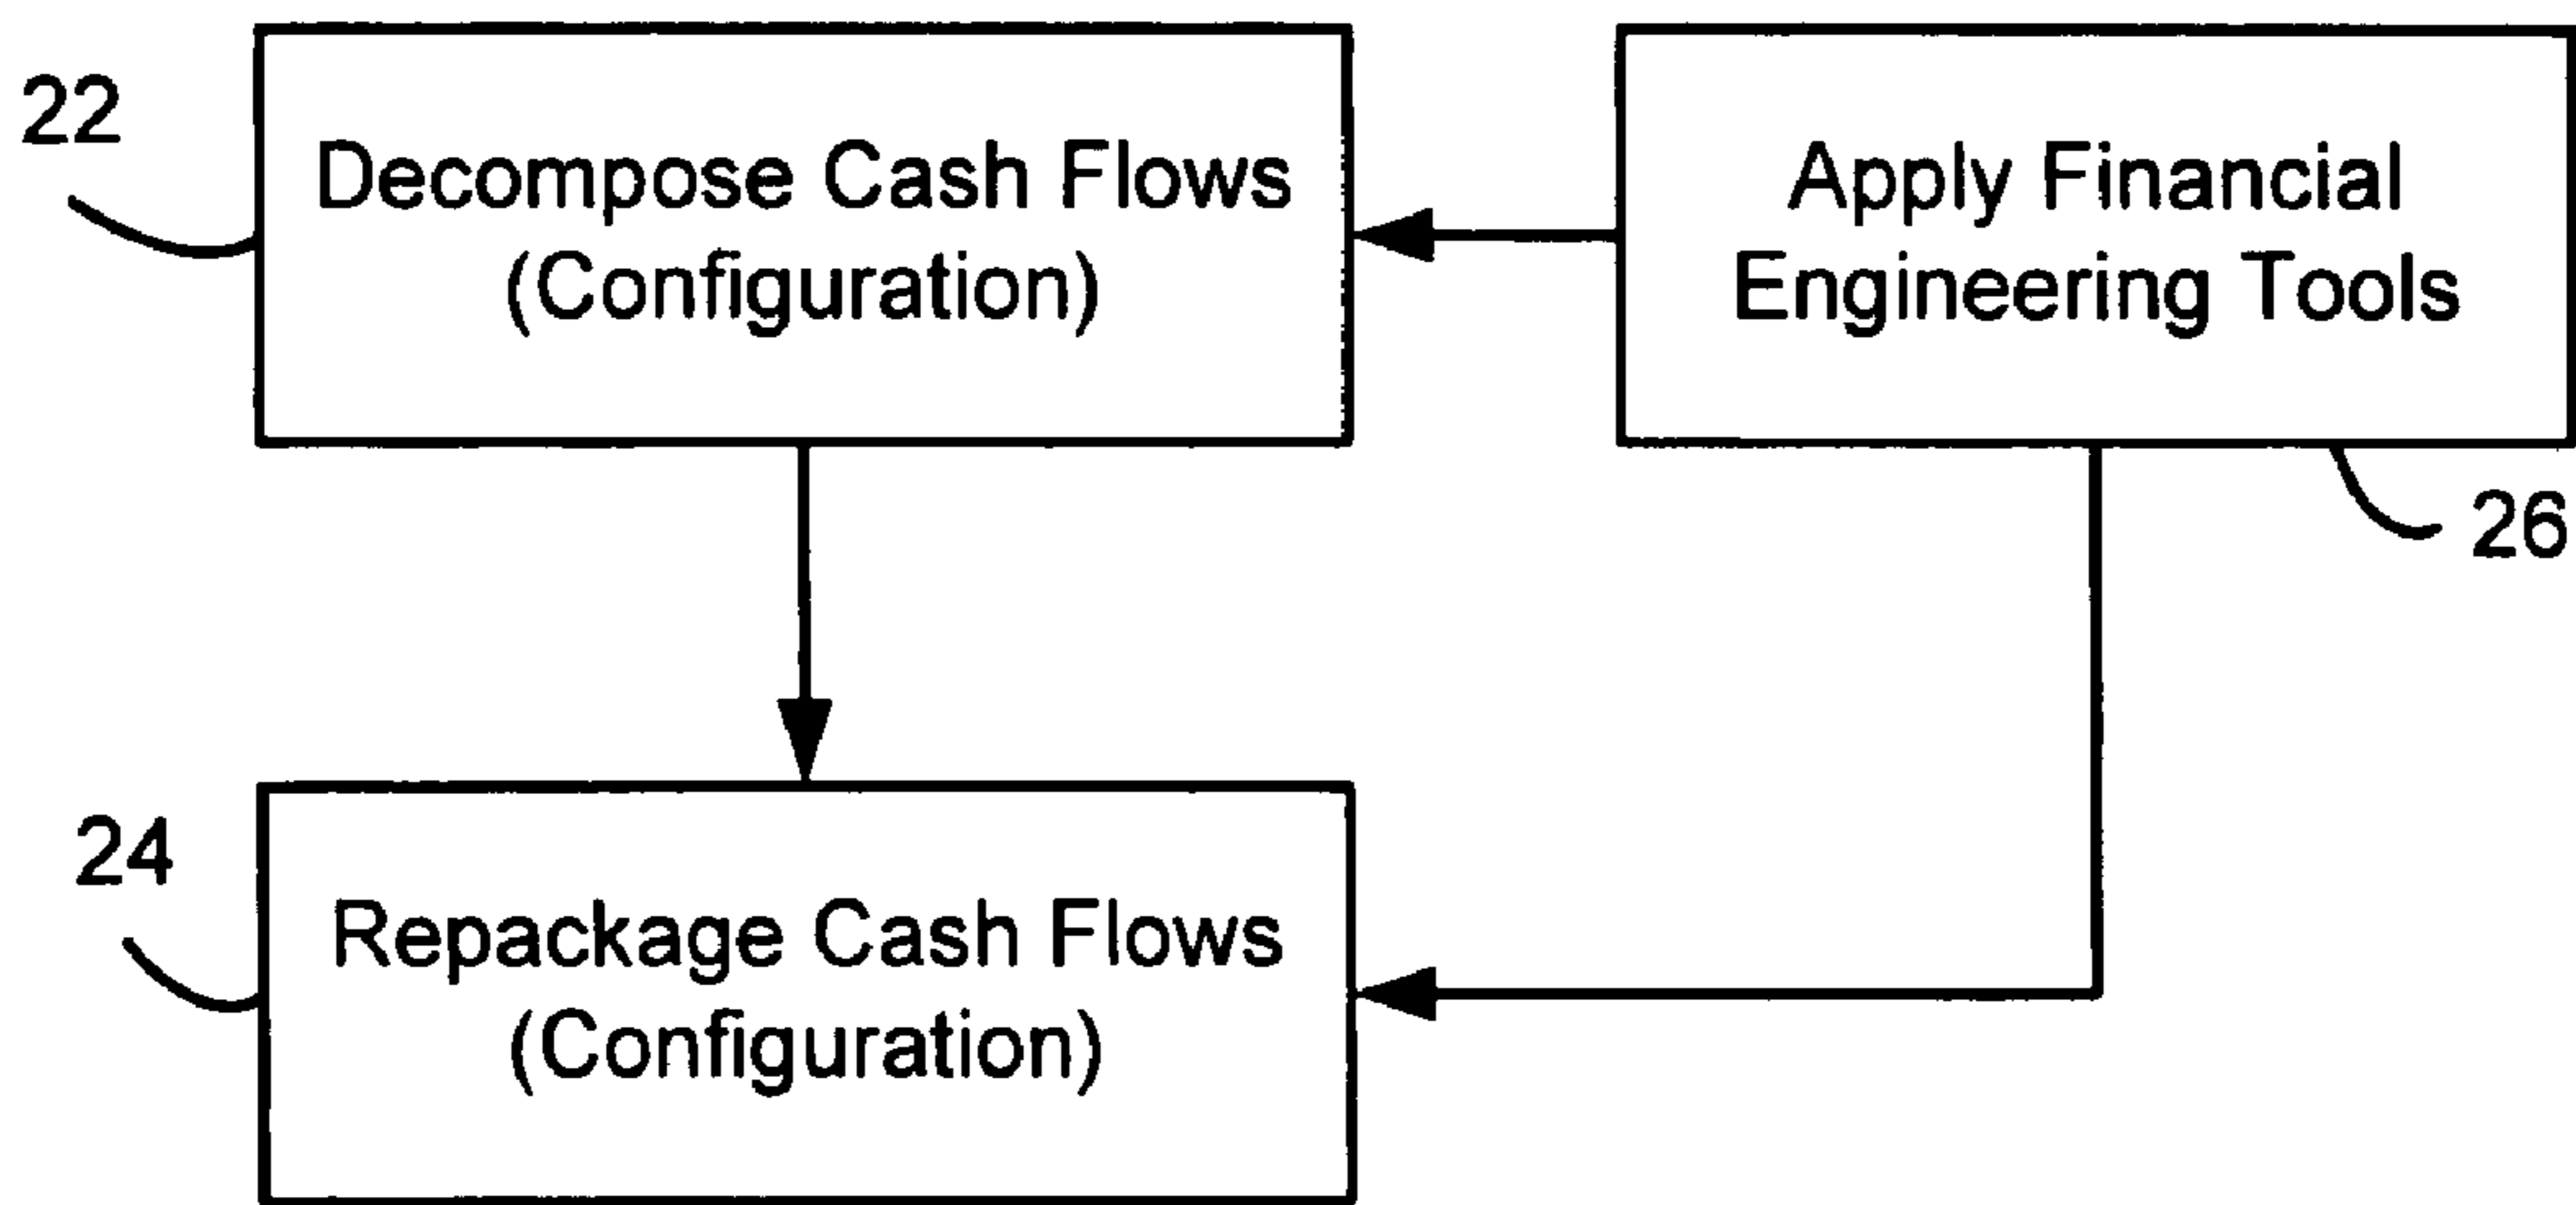 22
Decompose Cash Flows
(Configuration)
Apply Financial
Engineering Tools
26
24
Repackage Cash Flows
(Configuration)